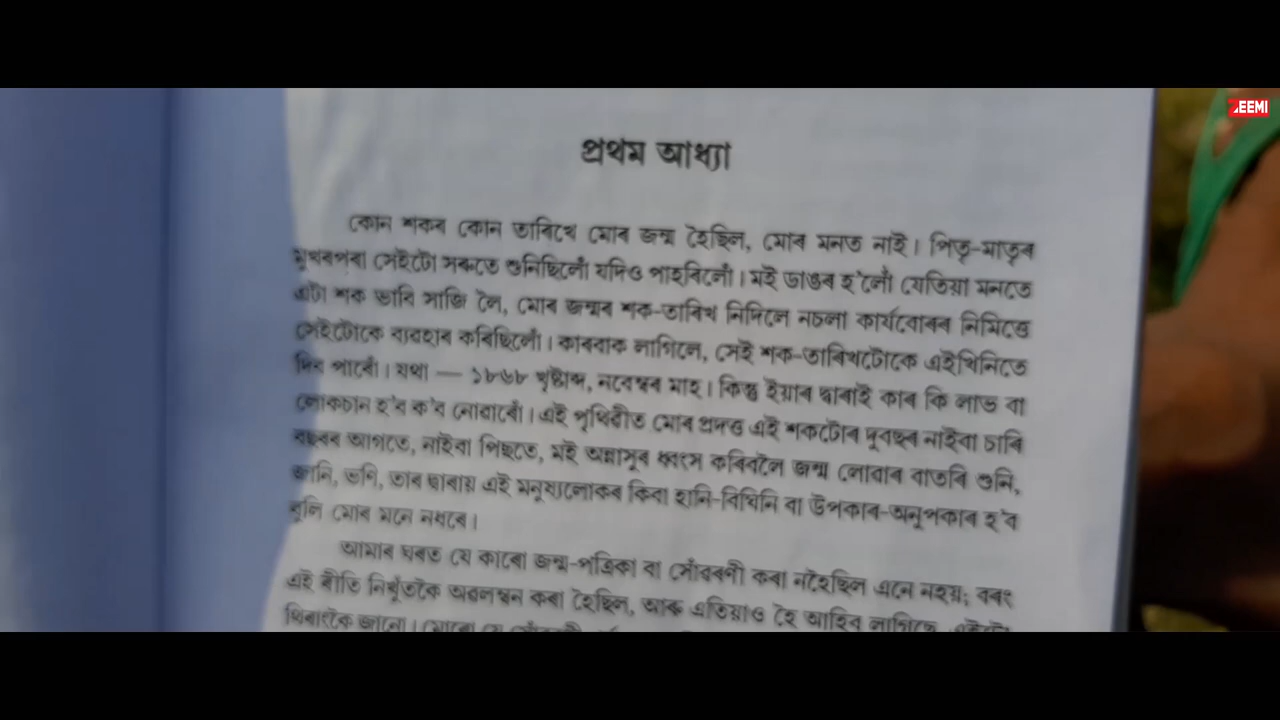 ZEEMI
প্ৰথম আধ্যা
কোন শকৰ কোন তাৰিখে মোৰ জন্ম হৈছিল, মোৰ মনত নাই। পিতৃ-মাতৃৰ
মুখৰপৰা সেইটো সৰুতে শুনিছিলোঁ যদিও পাহৰিলোঁ। মই ডাঙৰ হ'লোঁ যেতিয়া মনতে
এটা শক ভাবি সাজি লৈ, মোৰ জন্মৰ শক-তাৰিখ নিদিলে নচলা কাৰ্যবোৰৰ নিমিত্তে
সেইটোকে ব্যৱহাৰ কৰিছিলোঁ। কাৰবাক লাগিলে, সেই শক-তাৰিখটোকে এইখিনিতে
দিব পাৰোঁ। যথা — ১৮৬৮ খৃষ্টাব্দ, নবেম্বৰ মাহ। কিন্তু ইয়াৰ দ্বাৰাই কাৰ কি লাভ বা
লোকচান হ'ব ক'ব নোৱাৰোঁ। এই পৃথিৱীত মোৰ প্ৰদত্ত এই শকটোৰ দুবছৰ নাইবা চাৰি
বছৰৰ আগতে, নাইবা পিছতে, মই অন্নাসুৰ ধ্বংস কৰিবলৈ জন্ম লোৱাৰ বাতৰি শুনি,
জানি, ভণি, তাৰ দ্বাৰায় এই মনুষ্যলোকৰ কিবা হানি-বিঘিনি বা উপকাৰ-অনুপকাৰ হ'ব
বুলি মোৰ মনে নধৰে।
আমাৰ ঘৰত যে কাৰো জন্ম-পত্ৰিকা বা সোঁৱৰণী কৰা নহৈছিল এনে নহয়; বৰং
এই ৰীতি নিখুঁতকৈ অৱলম্বন কৰা হৈছিল, আৰু এতিয়াও হৈ আহিব লাগিছে, এইটো
থিৰাংকৈ জানো। মোৰো যে সোঁৱৰণী